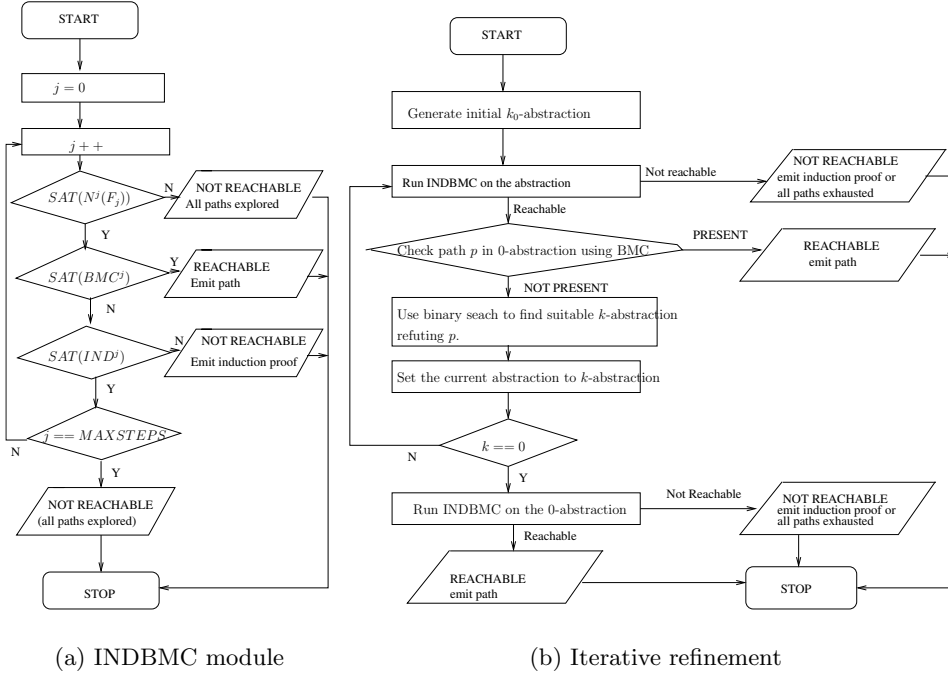 START
j = 0
j + +
SAT(N^j(F_j))
N
NOT REACHABLE
All paths explored
Y
SAT(BMC^j)
Y
REACHABLE
Emit path
N
SAT(IND^j)
N
NOT REACHABLE
Emit induction proof
Y
j == MAXSTEPS
N
Y
NOT REACHABLE
(all paths explored)
STOP
(a) INDBMC module
START
Generate initial k_0-abstraction
Run INDBMC on the abstraction
Not reachable
NOT REACHABLE
emit induction proof or
all paths exhausted
Reachable
Check path p in 0-abstraction using BMC
PRESENT
REACHABLE
emit path
NOT PRESENT
Use binary seach to find suitable k-abstraction
refuting p.
Set the current abstraction to k-abstraction
k == 0
N
Y
Run INDBMC on the 0-abstraction
Not Reachable
NOT REACHABLE
emit induction proof or
all paths exhausted
Reachable
REACHABLE
emit path
STOP
(b) Iterative refinement